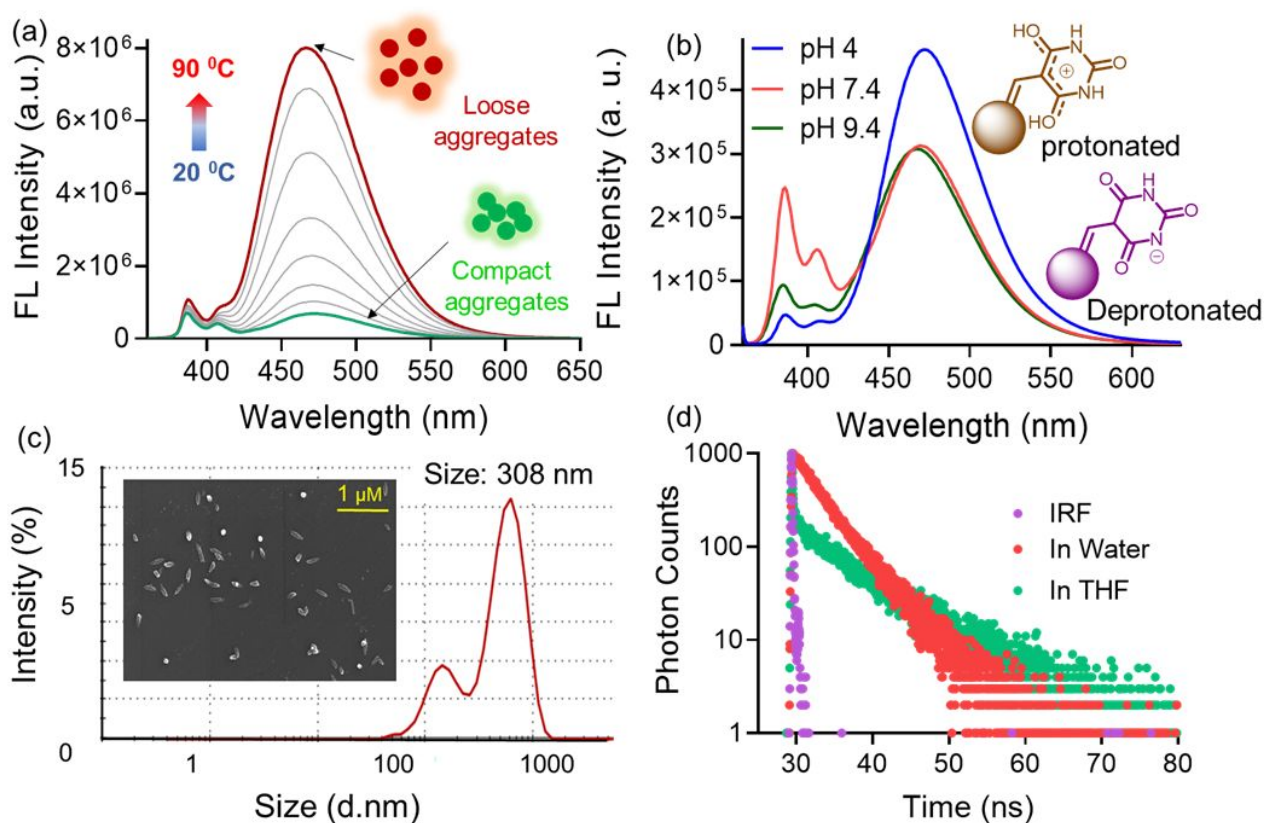 (a)
8×10⁶
6×10⁶
4×10⁶
2×10⁶
0
FL Intensity (a.u.)
90 ⁰C
20 ⁰C
Loose
aggregates
Compact
aggregates
400 450 500 550 600 650
Wavelength (nm)
(b)
4×10⁵
3×10⁵
2×10⁵
1×10⁵
0
FL Intensity (a. u.)
pH 4
pH 7.4
pH 9.4
HO
NH
O
NH
HO
⊕
protonated
O
H
N
O
N
O
⊖
Deprotonated
400 450 500 550 600
Wavelength (nm)
(c)
15
5
0
Intensity (%)
Size: 308 nm
1 µM
1 100 1000
Size (d.nm)
(d)
1000
100
10
1
Photon Counts
IRF
In Water
In THF
30 40 50 60 70 80
Time (ns)